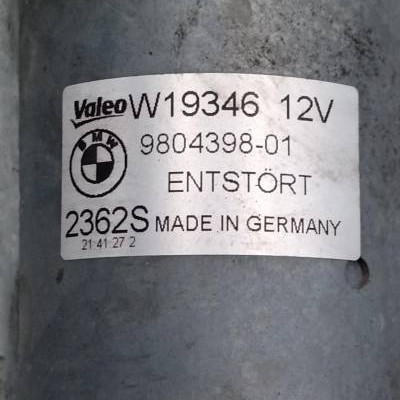 Valeo W19346 12V
BMW 9804398-01
ENTSTÖRT
2362S MADE IN GERMANY
21 41 27 2